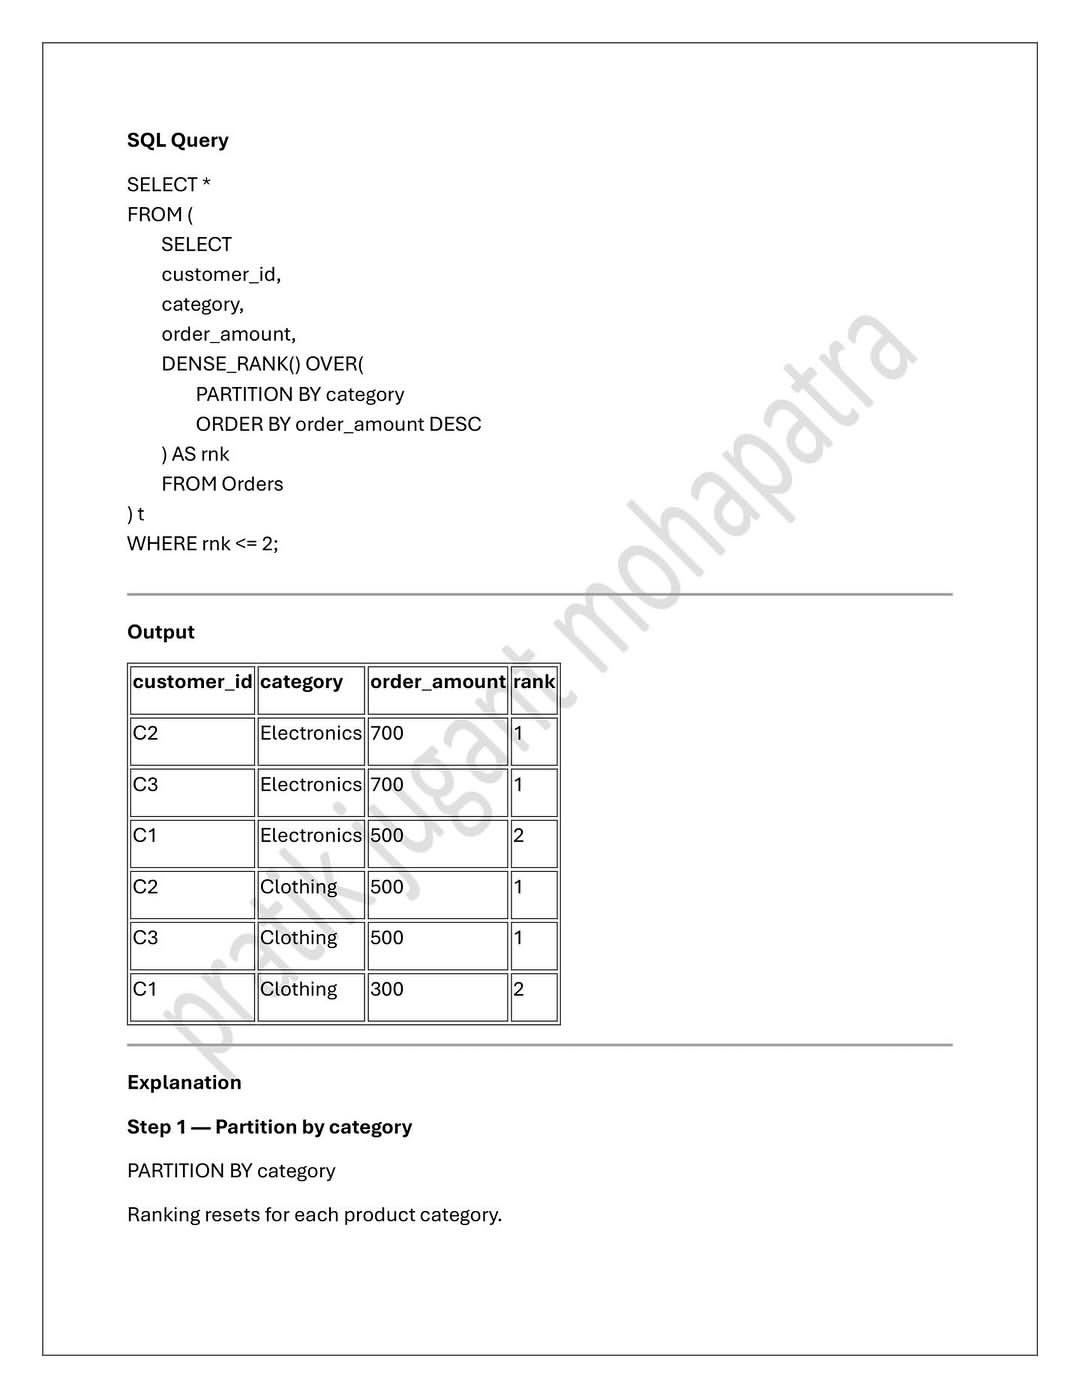 SQL Query
SELECT *
FROM (
SELECT
customer_id,
category,
order_amount,
DENSE_RANK() OVER(
PARTITION BY category
ORDER BY order_amount DESC
) AS rnk
FROM Orders
) t
WHERE rnk <= 2;
Output
customer_id category order_amount rank
C2 Electronics 700 1
C3 Electronics 700 1
C1 Electronics 500 2
C2 Clothing 500 1
C3 Clothing 500 1
C1 Clothing 300 2
Explanation
Step 1 — Partition by category
PARTITION BY category
Ranking resets for each product category.
pratik jugant mohapatra